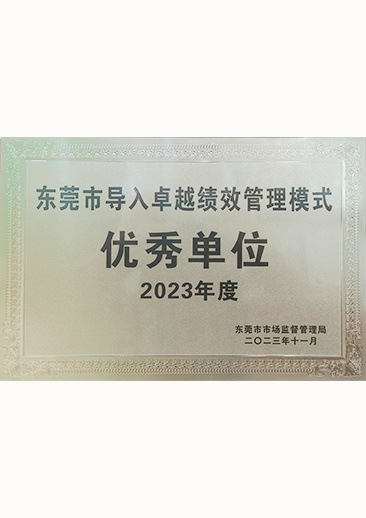 东莞市导入卓越绩效管理模式
优秀单位
2023年度
东莞市市场监督管理局
二〇二三年十一月